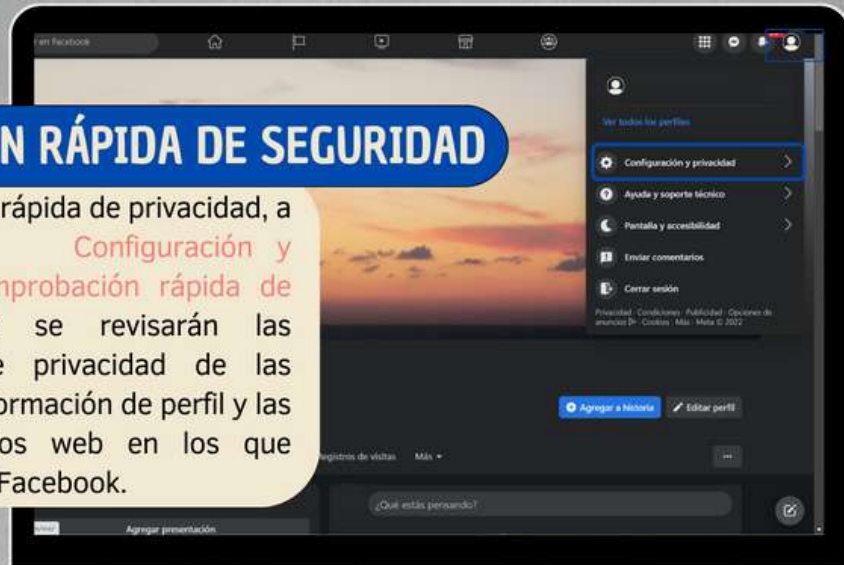 en Facebook
N RÁPIDA DE SEGURIDAD
rápida de privacidad, a
Configuración y
mprobación rápida de
se revisarán las
e privacidad de las
ormación de perfil y las
os web en los que
Facebook.
Ver todos los perfiles
Configuración y privacidad
Ayuda y soporte técnico
Pantalla y accesibilidad
Enviar comentarios
Cerrar sesión
Privacidad · Condiciones · Publicidad · Opciones de
anuncios · Cookies · Más · Meta © 2022
Agregar a historia
Editar perfil
Registros de visitas
Más
¿Qué estás pensando?
Agregar presentación